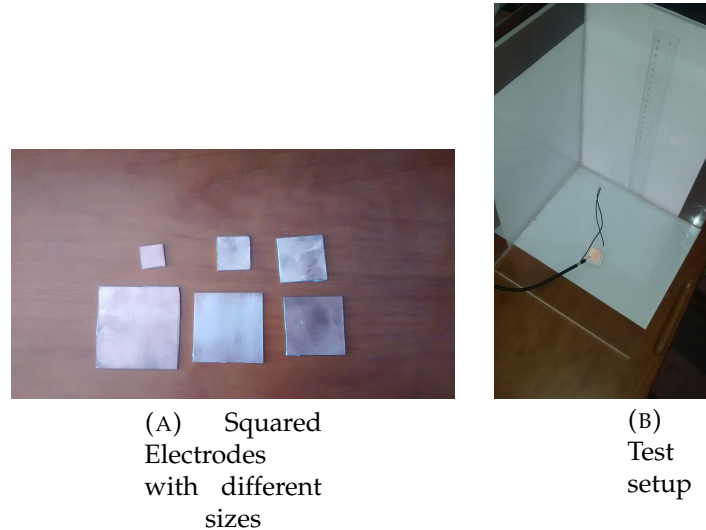 (A) Squared
Electrodes
with different
sizes
(B)
Test
setup